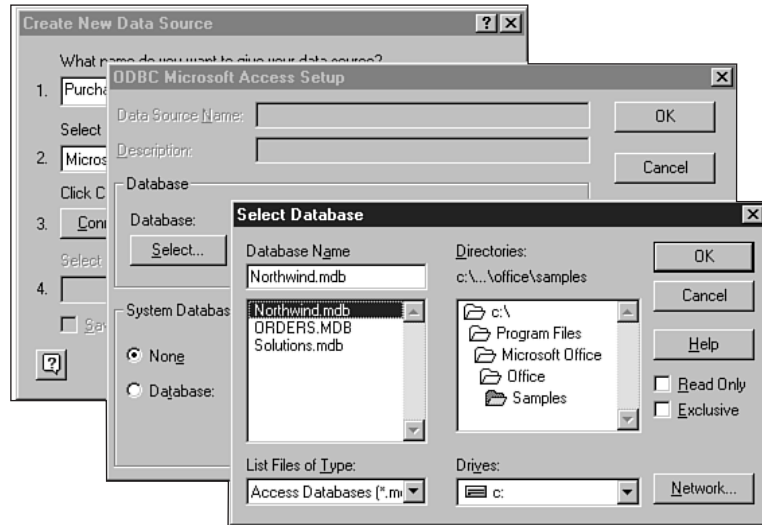 Create New Data Source
What name do you want to give your data source?
1. Purcha
Select
2. Micros
Click C
3. Conn
Select
4.
Sav
ODBC Microsoft Access Setup
Data Source Name:
OK
Description:
Cancel
Database
Database:
Select...
System Databas
None
Database:
Select Database
Database Name
Northwind.mdb
Northwind.mdb
ORDERS.MDB
Solutions.mdb
List Files of Type:
Access Databases (*.m
Directories:
c:\...\office\samples
c:\
Program Files
Microsoft Office
Office
Samples
Drives:
c:
OK
Cancel
Help
Read Only
Exclusive
Network...